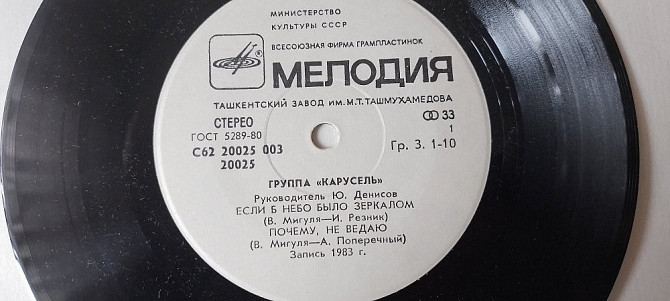 МИНИСТЕРСТВО
КУЛЬТУРЫ СССР
ВСЕСОЮЗНАЯ ФИРМА ГРАМПЛАСТИНОК
МЕЛОДИЯ
ТАШКЕНТСКИЙ ЗАВОД ИМ. М.Т. ТАШМУХАМЕДОВА
СТЕРЕО
33
ГОСТ 5289-80
1
С62 20025 003
Гр. 3. 1-10
20025
ГРУППА «КАРУСЕЛЬ»
Руководитель Ю. Денисов
ЕСЛИ Б НЕБО БЫЛО ЗЕРКАЛОМ
(В. Мигуля—И. Резник)
ПОЧЕМУ, НЕ ВЕДАЮ
(В. Мигуля—А. Поперечный)
Запись 1983 г.